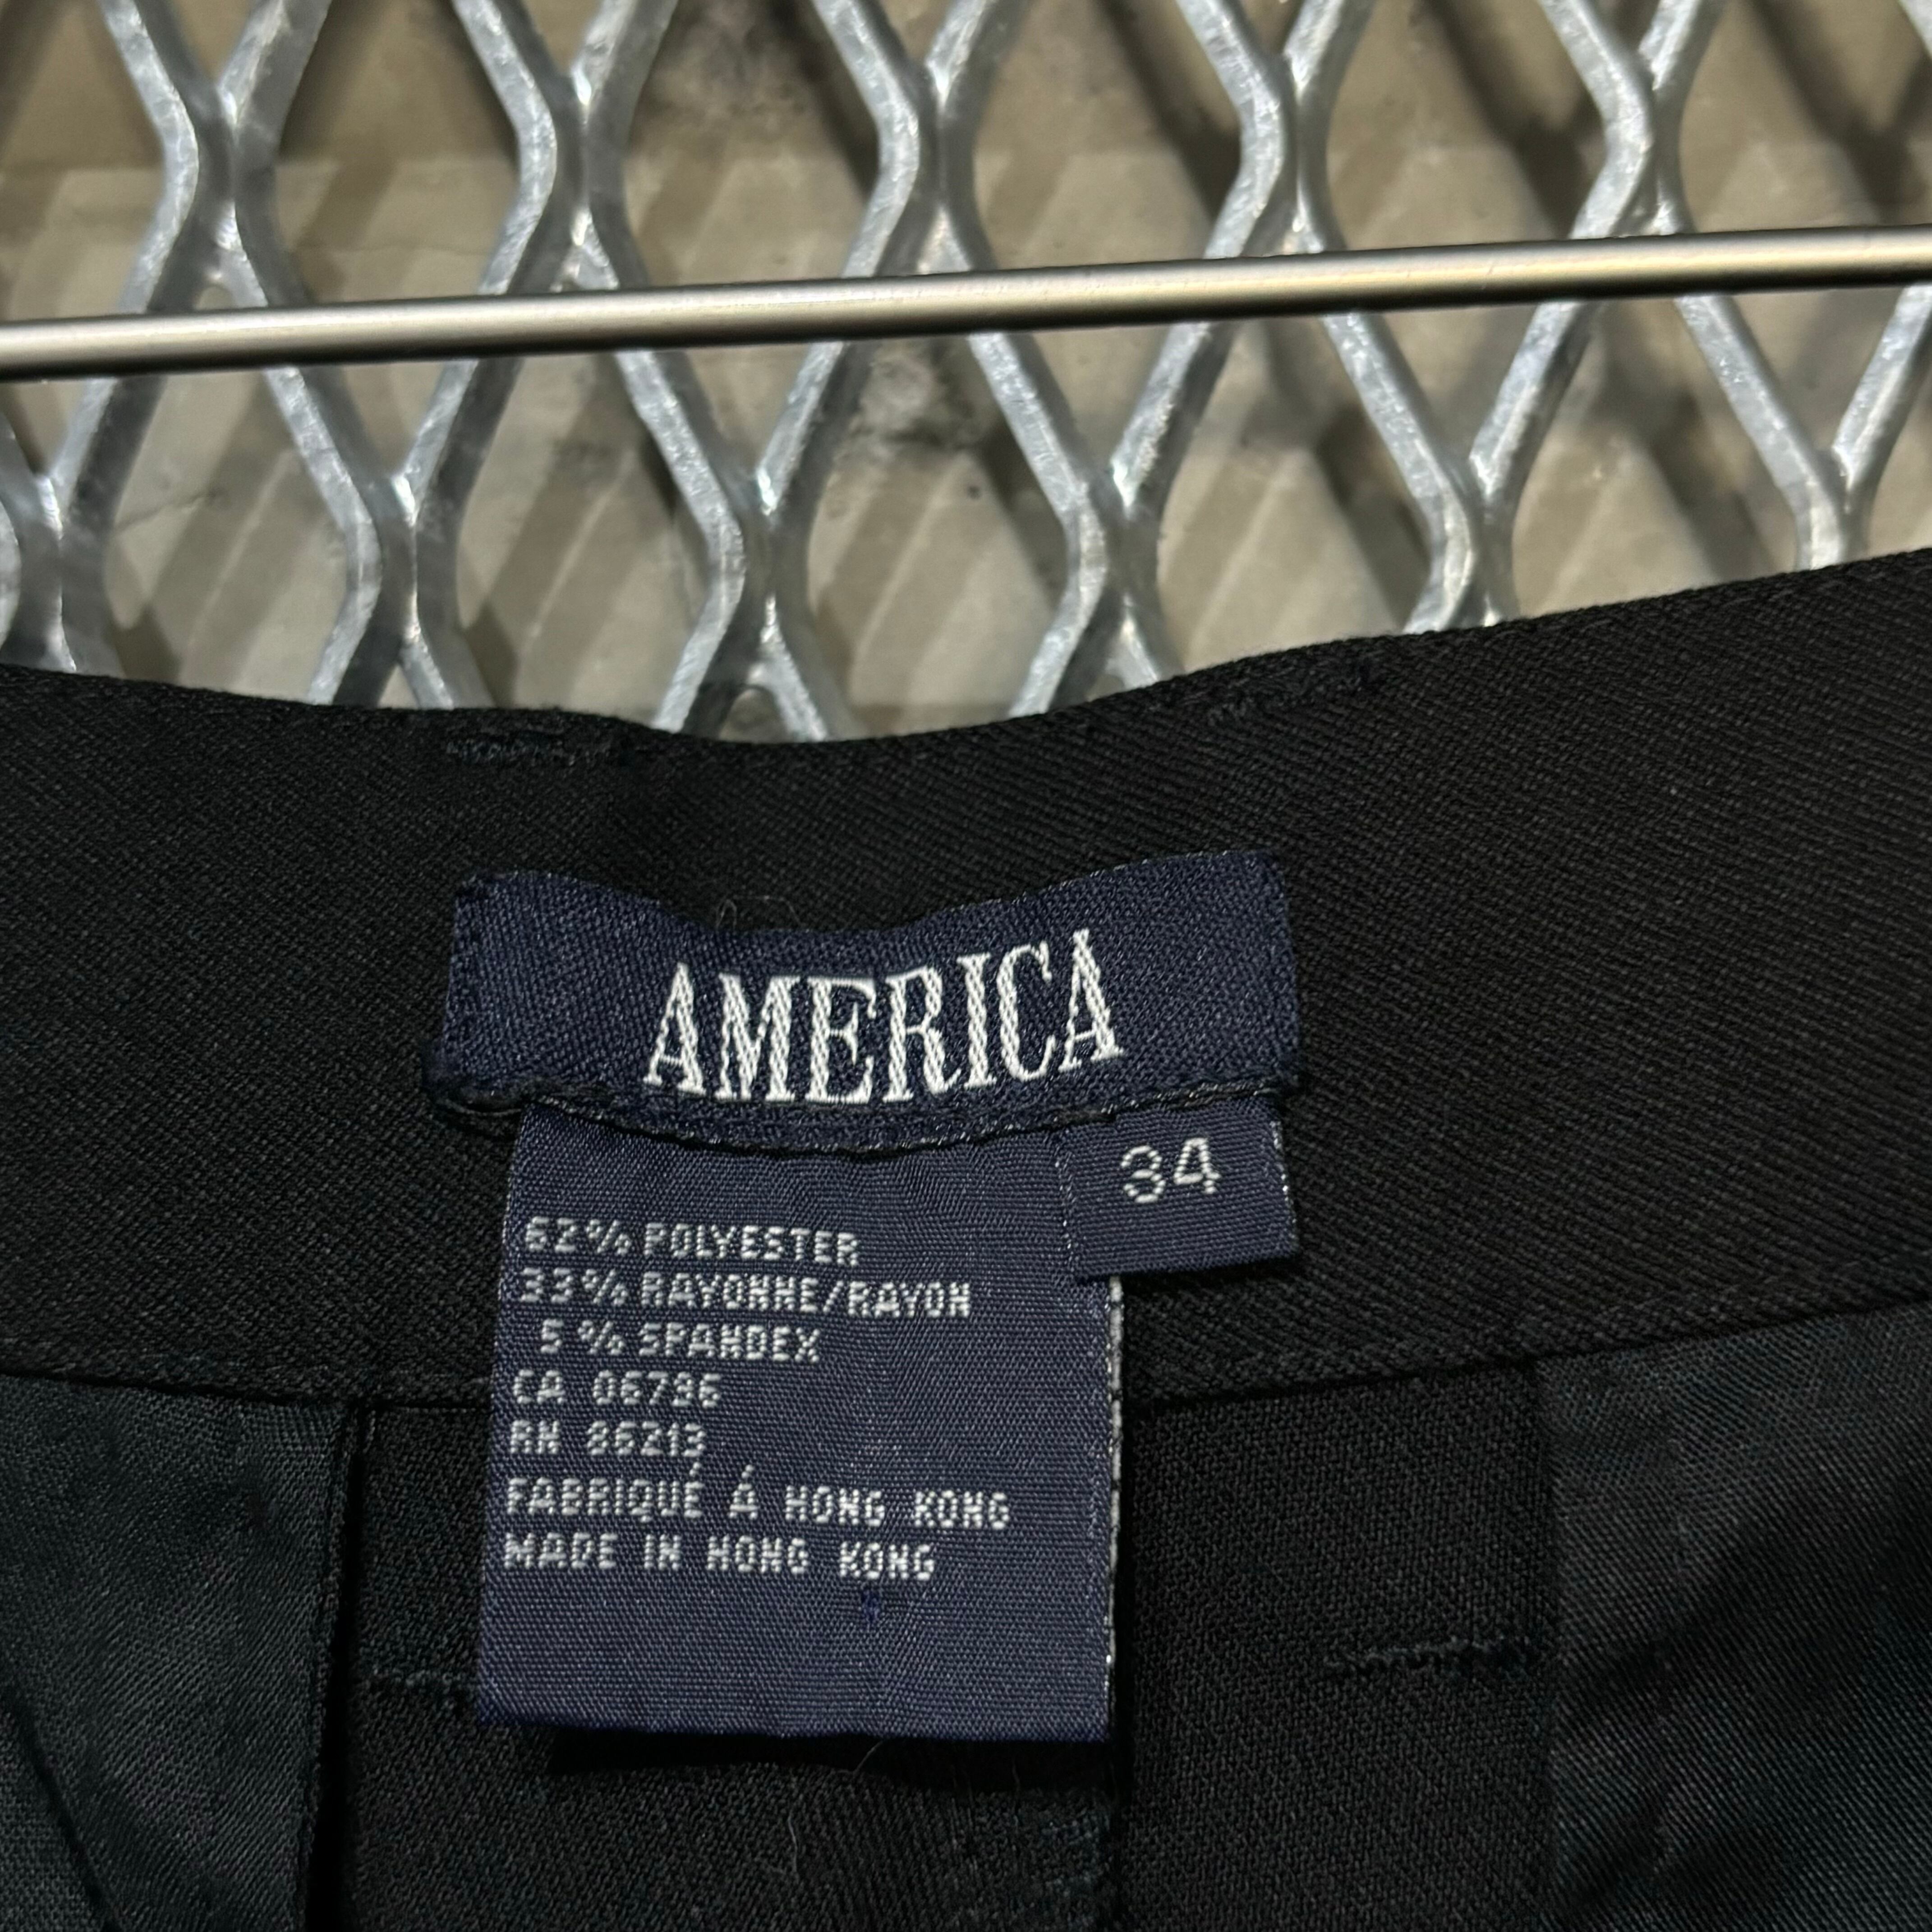 AMERICA
34
62% POLYESTER
33% RAYONNE/RAYON
5% SPANDEX
CA 06796
RN 86213
FABRIQUÉ Á HONG KONG
MADE IN HONG KONG